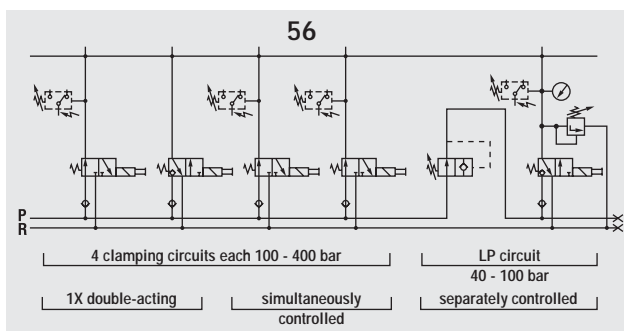 56
P
R
4 clamping circuits each 100 - 400 bar
LP circuit
40 - 100 bar
1X double-acting
simultaneously
controlled
separately controlled